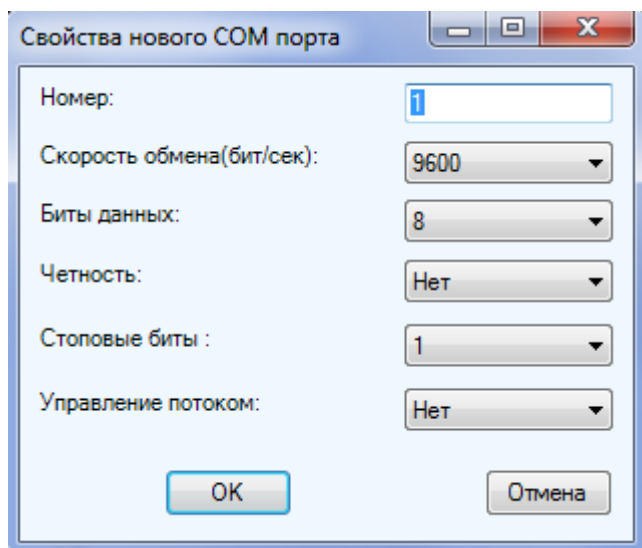 Свойства нового COM порта
Номер: 1
Скорость обмена(бит/сек): 9600
Биты данных: 8
Четность: Нет
Стоповые биты : 1
Управление потоком: Нет
OK Отмена